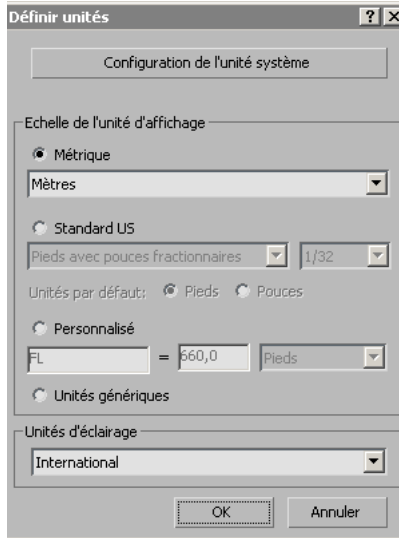 Définir unités ? X
Configuration de l'unité système
Echelle de l'unité d'affichage
Métrique
Mètres
Standard US
Pieds avec pouces fractionnaires 1/32
Unités par défaut: Pieds Pouces
Personnalisé
FL = 660,0 Pieds
Unités génériques
Unités d'éclairage
International
OK Annuler